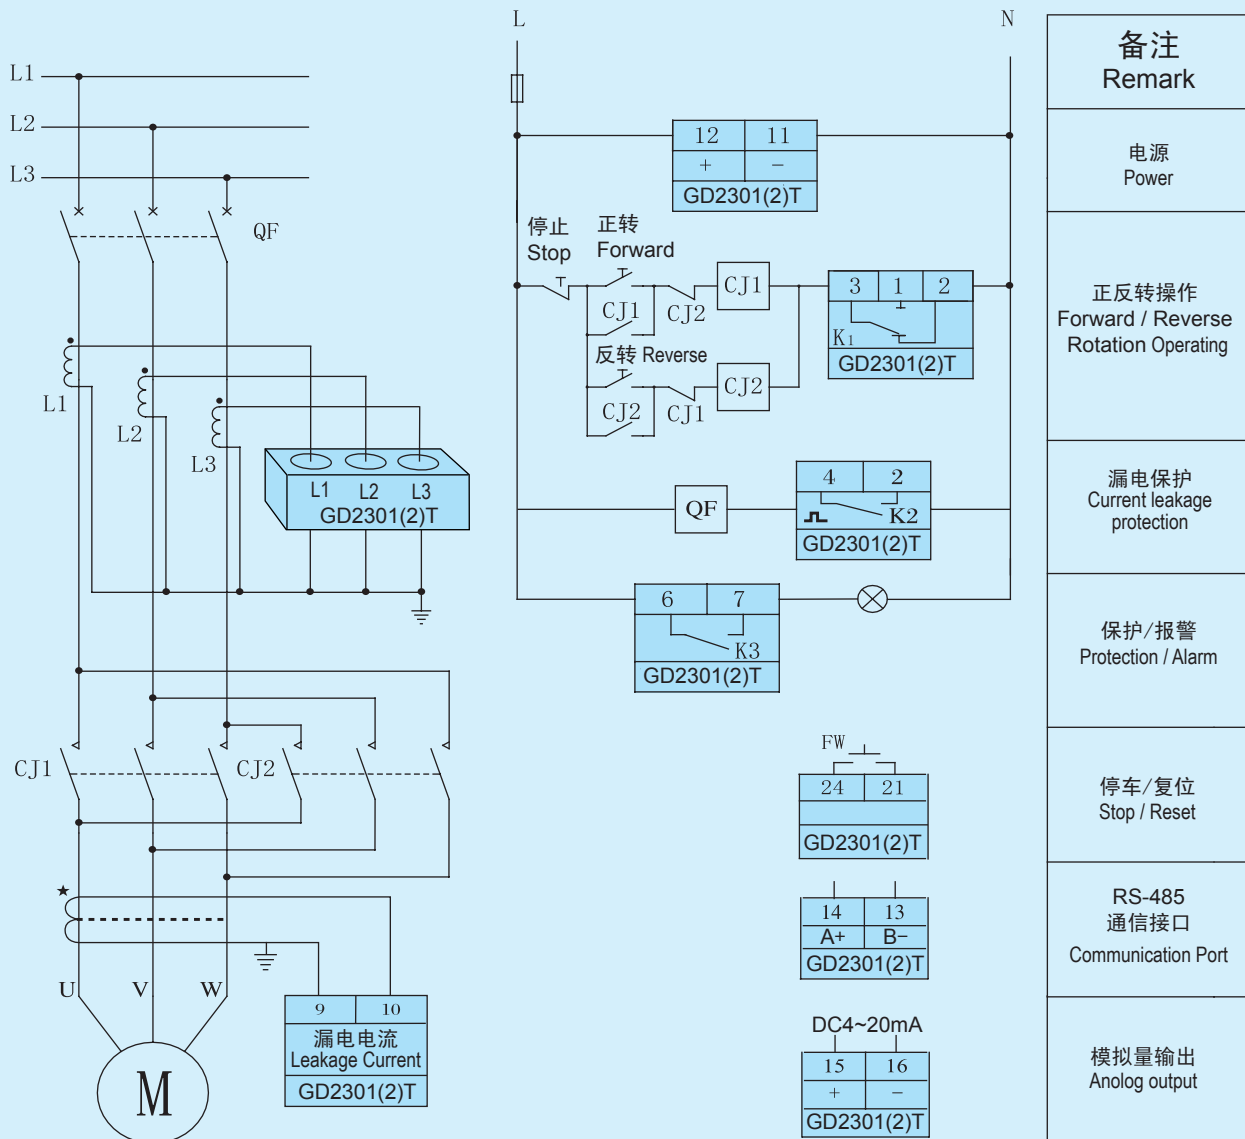 L1
L2
L3
QF
L1
L2
L3
L1 L2 L3
GD2301(2)T
CJ1
CJ2
U V W
9 10
漏电电流
Leakage Current
GD2301(2)T
M
L N
12 11
+ −
GD2301(2)T
停止
Stop
正转
Forward
CJ1
CJ2
CJ1
3 1 2
K1
GD2301(2)T
反转 Reverse
CJ2
CJ1
CJ2
QF
4 2
K2
GD2301(2)T
6 7
K3
GD2301(2)T
FW
24 21
GD2301(2)T
14 13
A+ B−
GD2301(2)T
DC4~20mA
15 16
+ −
GD2301(2)T
备注
Remark
电源
Power
正反转操作
Forward / Reverse
Rotation Operating
漏电保护
Current leakage
protection
保护/报警
Protection / Alarm
停车/复位
Stop / Reset
RS-485
通信接口
Communication Port
模拟量输出
Anolog output